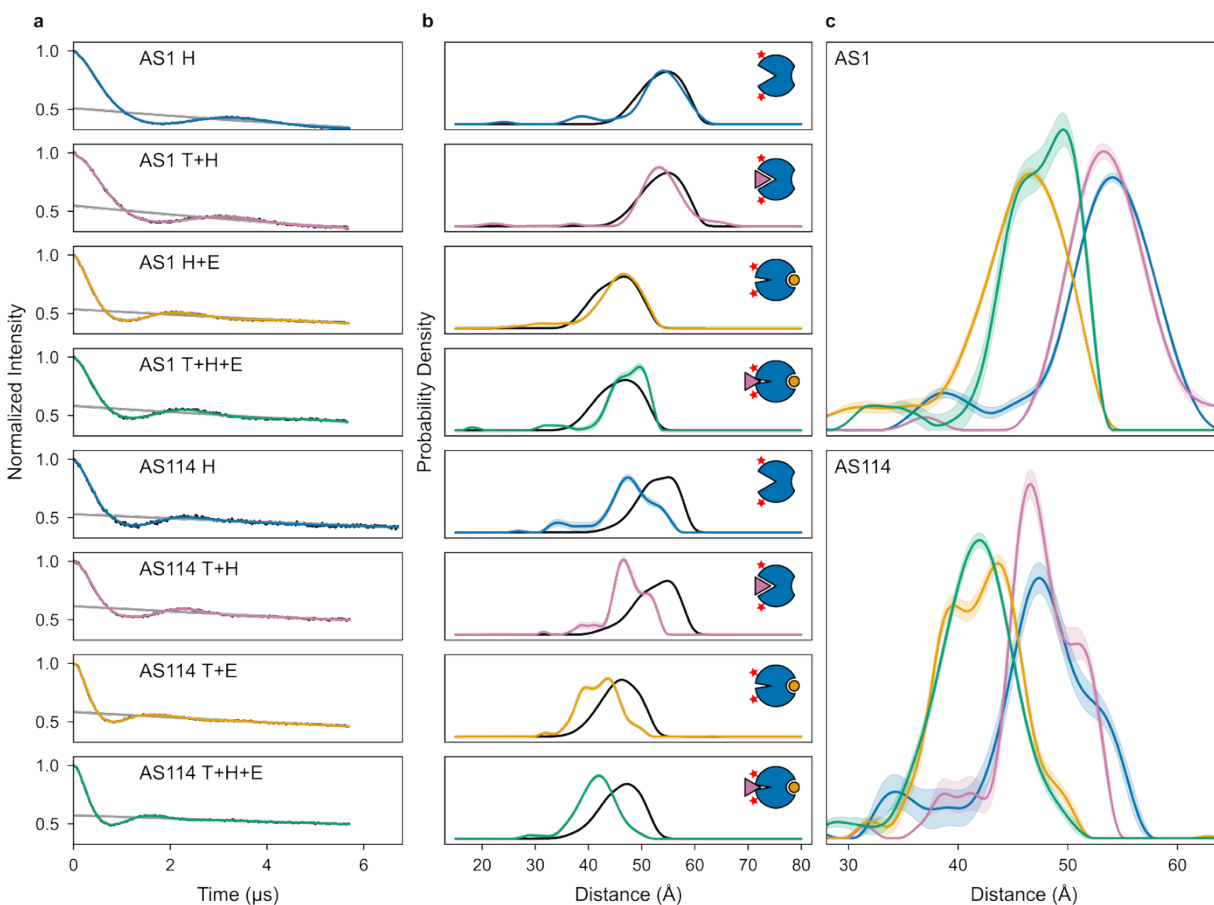 a
b
c
Normalized Intensity
1.0
0.5
AS1 H
1.0
0.5
AS1 T+H
1.0
0.5
AS1 H+E
1.0
0.5
AS1 T+H+E
1.0
0.5
AS114 H
1.0
0.5
AS114 T+H
1.0
0.5
AS114 T+E
1.0
0.5
AS114 T+H+E
0 2 4 6
Time (μs)
Probability Density
20 30 40 50 60 70 80
Distance (Å)
AS1
AS114
30 40 50 60
Distance (Å)